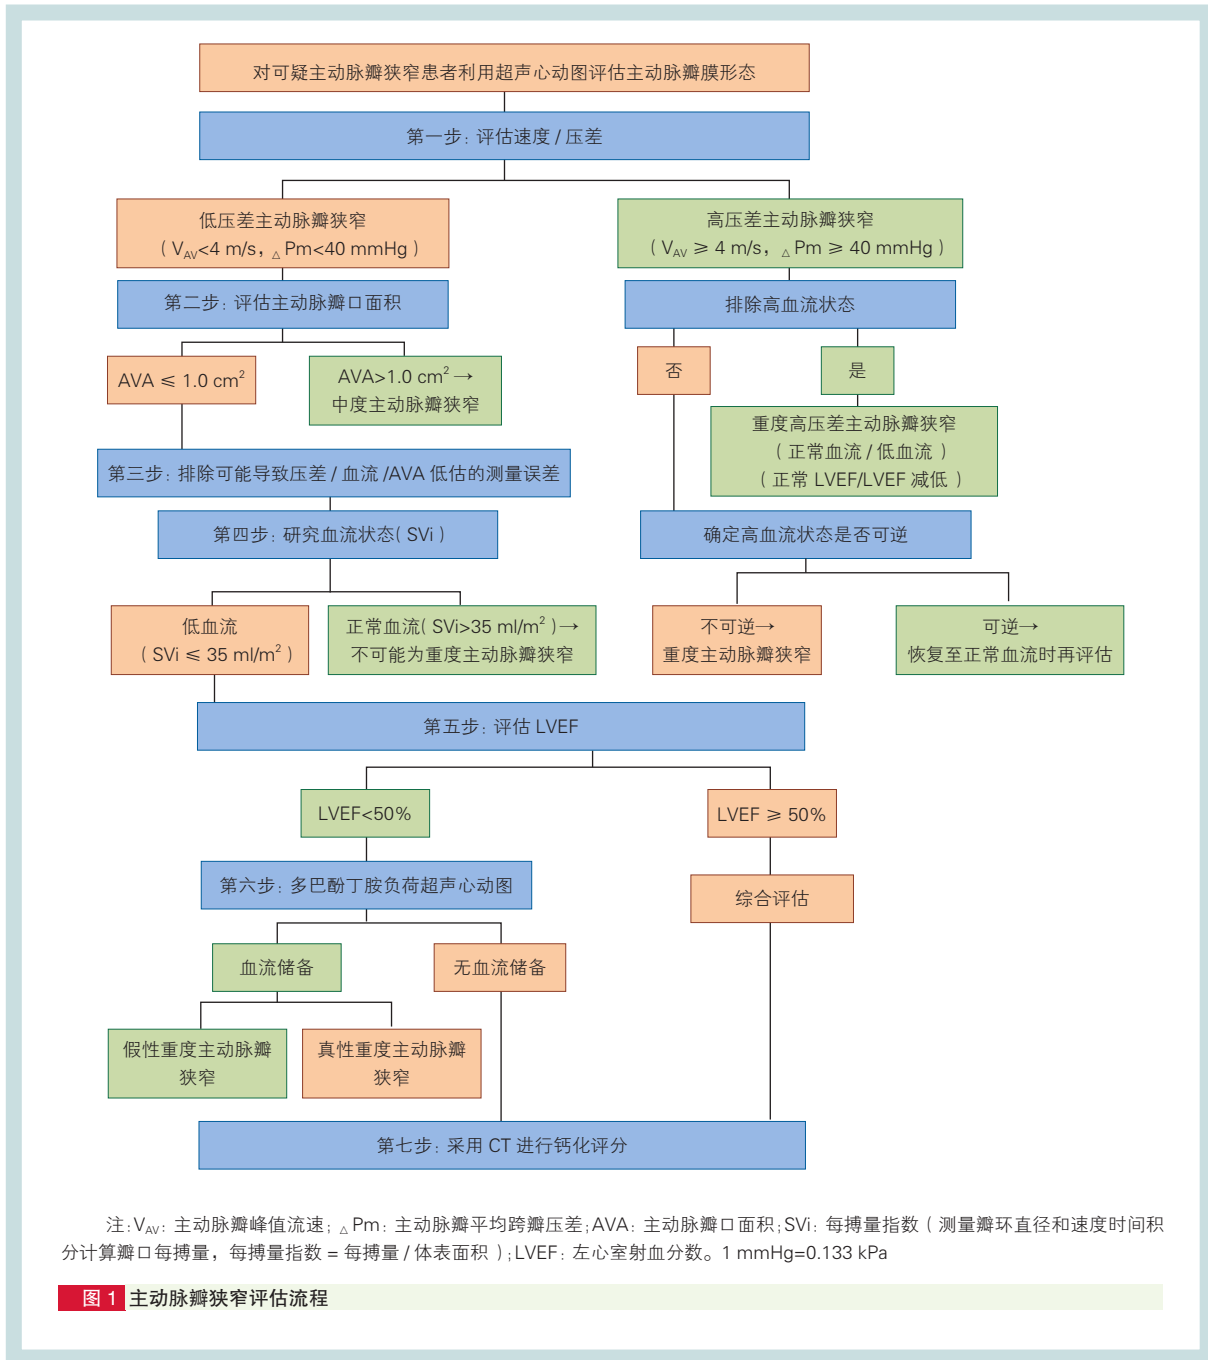 对可疑主动脉瓣狭窄患者利用超声心动图评估主动脉瓣膜形态
第一步：评估速度 / 压差
低压差主动脉瓣狭窄
（ V_AV<4 m/s，△ Pm<40 mmHg ）
高压差主动脉瓣狭窄
（ V_AV ≥ 4 m/s， △ Pm ≥ 40 mmHg ）
第二步：评估主动脉瓣口面积
排除高血流状态
AVA ≤ 1.0 cm²
AVA>1.0 cm² →
中度主动脉瓣狭窄
否
是
重度高压差主动脉瓣狭窄
（ 正常血流 / 低血流 ）
（ 正常 LVEF/LVEF 减低 ）
第三步：排除可能导致压差 / 血流 /AVA 低估的测量误差
第四步：研究血流状态（ SVi ）
确定高血流状态是否可逆
低血流
（ SVi ≤ 35 ml/m² ）
正常血流（ SVi>35 ml/m² ）→
不可能为重度主动脉瓣狭窄
不可逆→
重度主动脉瓣狭窄
可逆→
恢复至正常血流时再评估
第五步：评估 LVEF
LVEF<50%
LVEF ≥ 50%
第六步：多巴酚丁胺负荷超声心动图
综合评估
血流储备
无血流储备
假性重度主动脉瓣
狭窄
真性重度主动脉瓣
狭窄
第七步：采用 CT 进行钙化评分
注：V_AV：主动脉瓣峰值流速；△ Pm：主动脉瓣平均跨瓣压差；AVA：主动脉瓣口面积；SVi：每搏量指数（ 测量瓣环直径和速度时间积
分计算瓣口每搏量，每搏量指数 = 每搏量 / 体表面积 ）；LVEF：左心室射血分数。1 mmHg=0.133 kPa
图 1 主动脉瓣狭窄评估流程